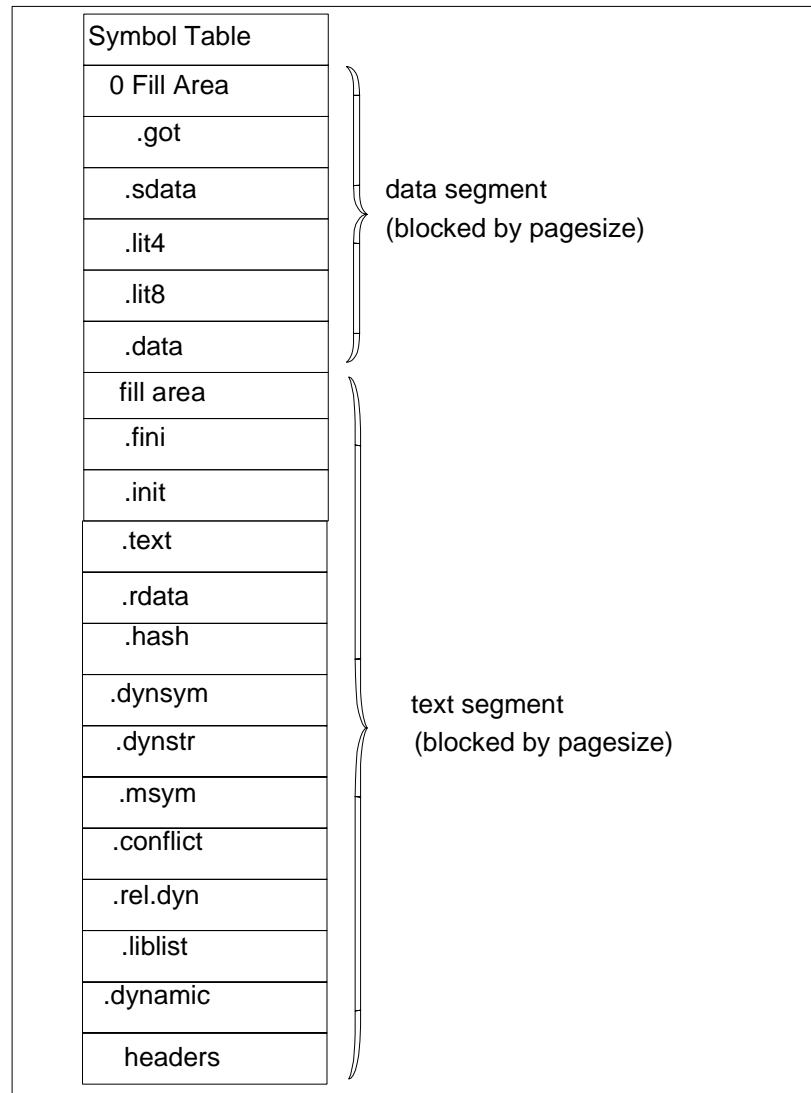 Symbol Table
0 Fill Area
.got
.sdata
.lit4
.lit8
.data
data segment
(blocked by pagesize)
fill area
.fini
.init
.text
.rdata
.hash
.dynsym
.dynstr
.msym
.conflict
.rel.dyn
.liblist
.dynamic
headers
text segment
(blocked by pagesize)